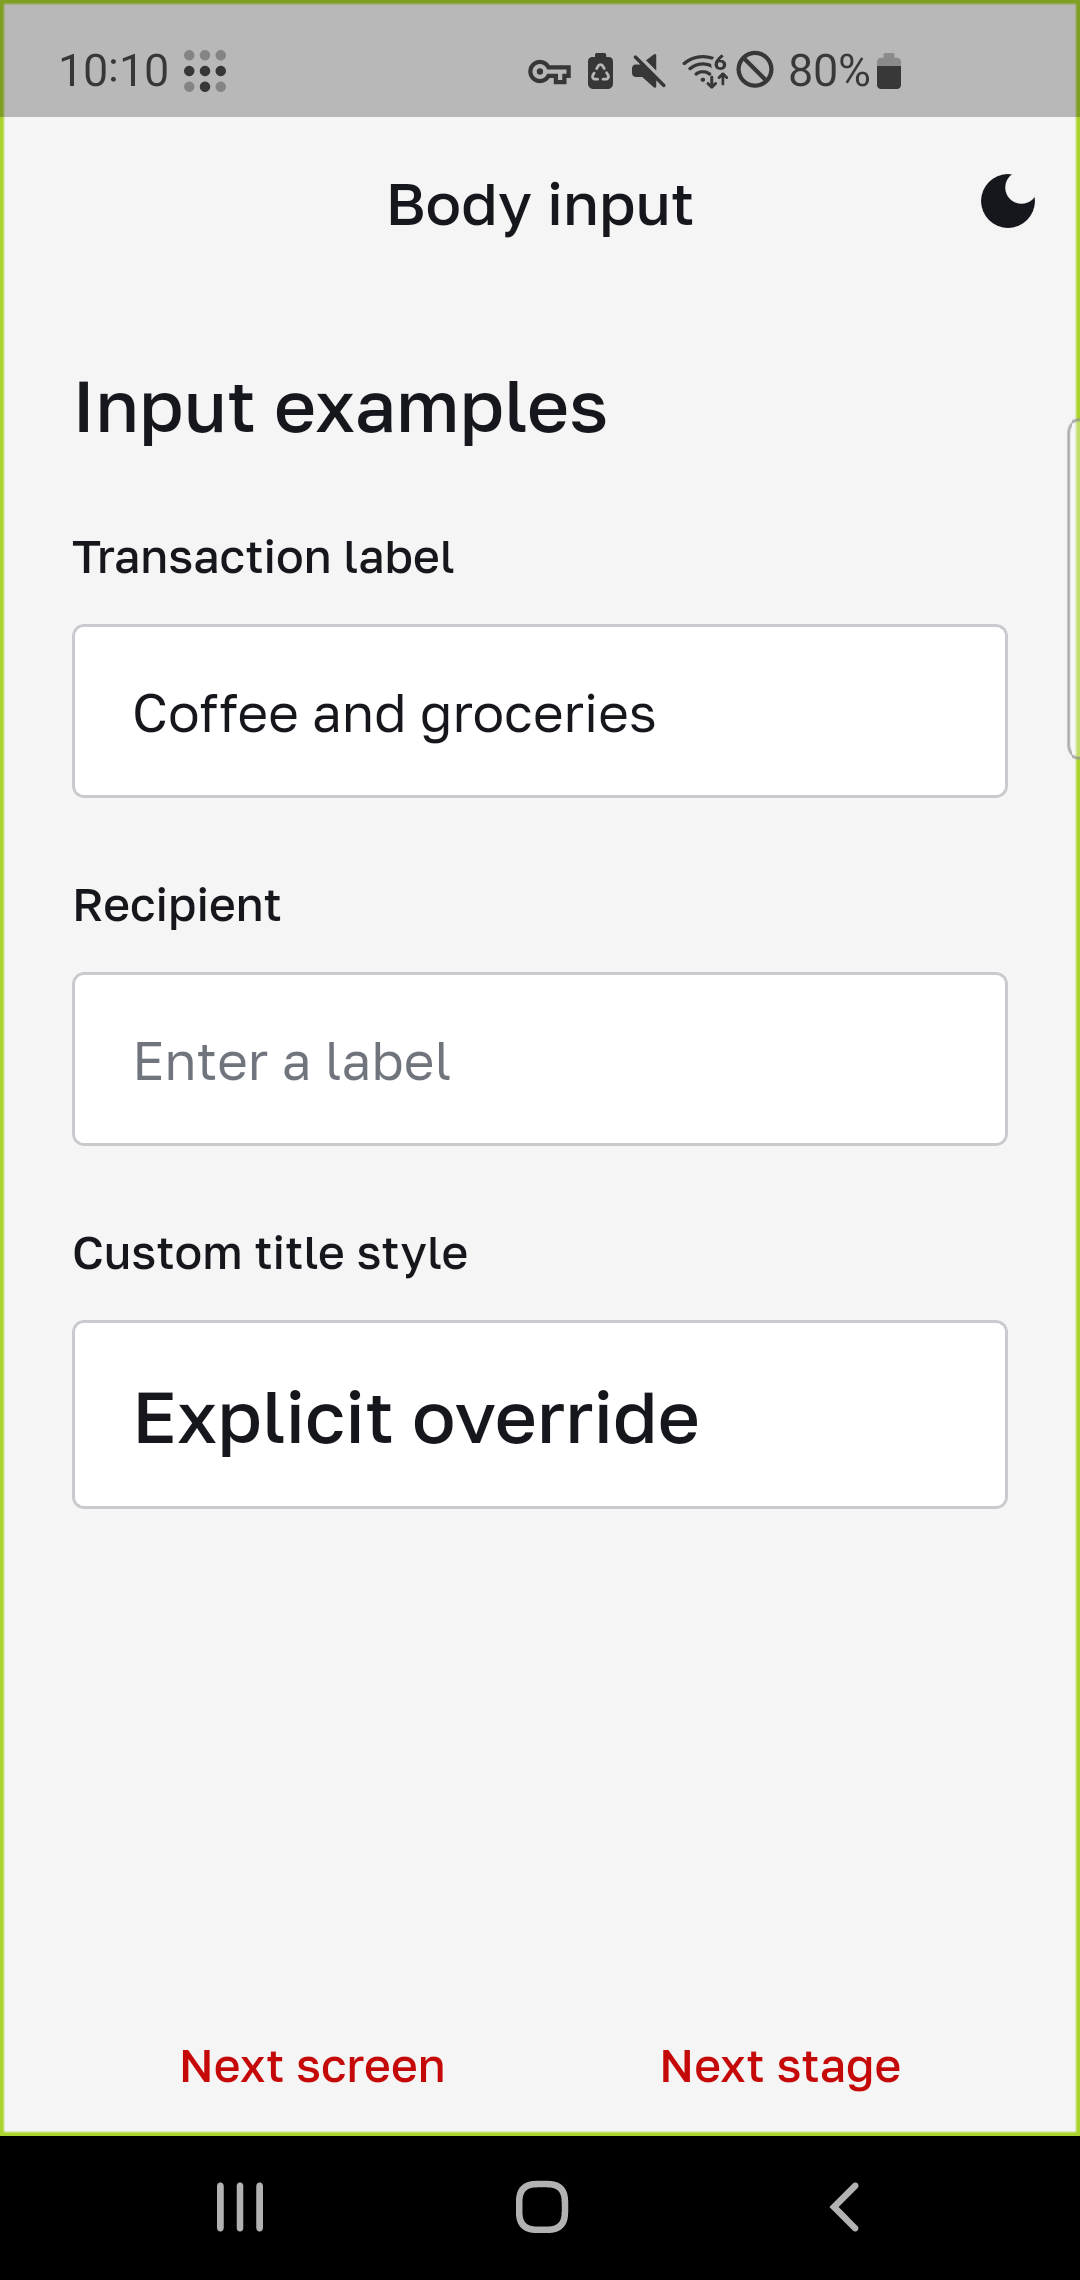 10:10 80%
Body input
Input examples
Transaction label
Coffee and groceries
Recipient
Enter a label
Custom title style
Explicit override
Next screen Next stage